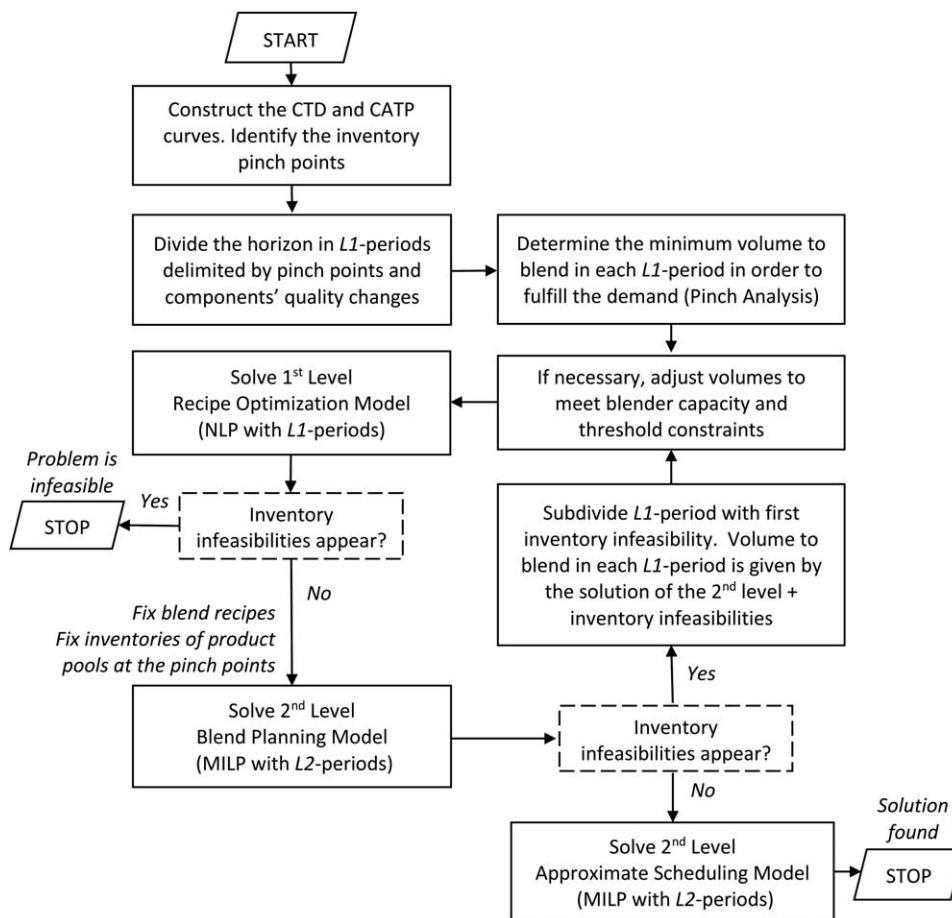 START
Construct the CTD and CATP
curves. Identify the inventory
pinch points
Divide the horizon in L1-periods
delimited by pinch points and
components’ quality changes
Determine the minimum volume to
blend in each L1-period in order to
fulfill the demand (Pinch Analysis)
If necessary, adjust volumes to
meet blender capacity and
threshold constraints
Solve 1st Level
Recipe Optimization Model
(NLP with L1-periods)
Problem is
infeasible
STOP
Yes
Inventory
infeasibilities appear?
No
Fix blend recipes
Fix inventories of product
pools at the pinch points
Subdivide L1-period with first
inventory infeasibility. Volume to
blend in each L1-period is given by
the solution of the 2nd level +
inventory infeasibilities
Yes
Solve 2nd Level
Blend Planning Model
(MILP with L2-periods)
Inventory
infeasibilities appear?
No
Solve 2nd Level
Approximate Scheduling Model
(MILP with L2-periods)
Solution
found
STOP